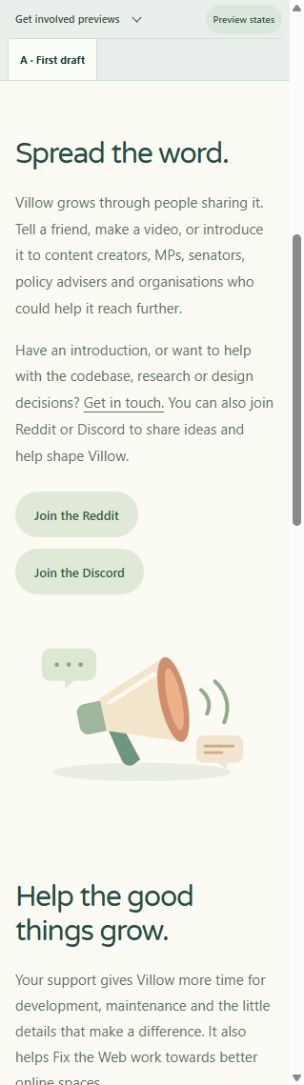 Get involved previews
Preview states
A · First draft
Spread the word.
Villow grows through people sharing it.
Tell a friend, make a video, or introduce
it to content creators, MPs, senators,
policy advisers and organisations who
could help it reach further.
Have an introduction, or want to help
with the codebase, research or design
decisions? Get in touch. You can also join
Reddit or Discord to share ideas and
help shape Villow.
Join the Reddit
Join the Discord
Help the good
things grow.
Your support gives Villow more time for
development, maintenance and the little
details that make a difference. It also
helps Fix the Web work towards better
online spaces.